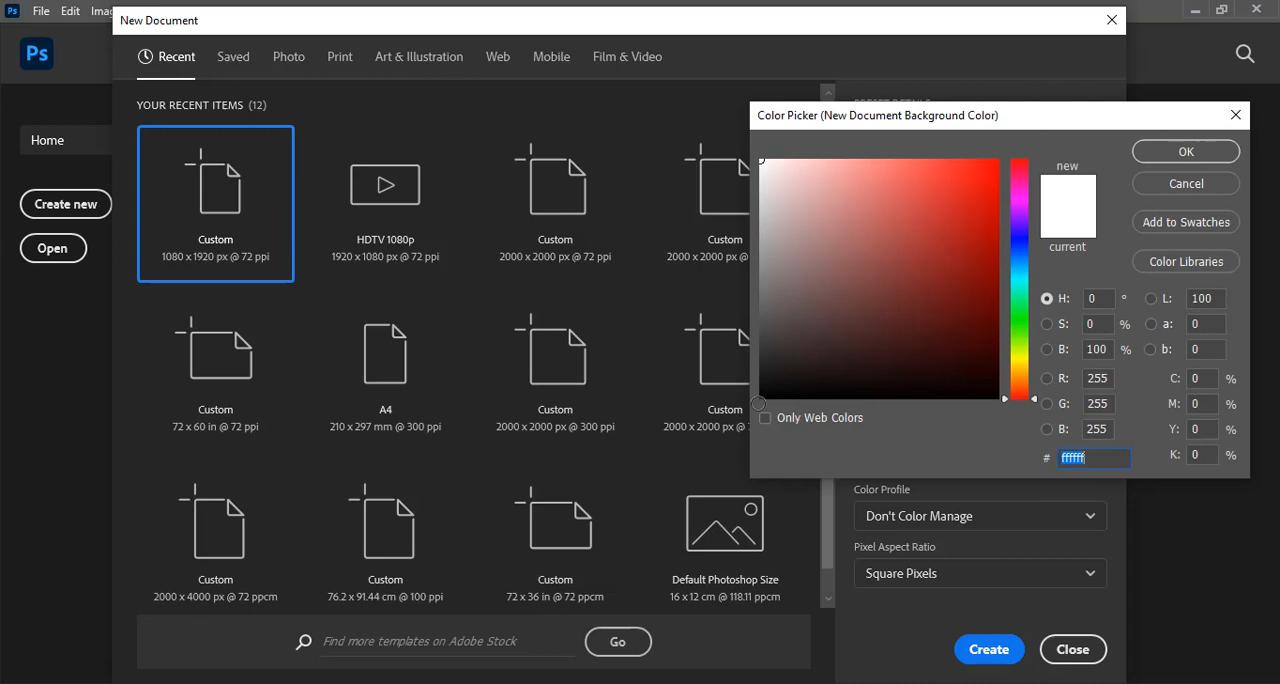 Ps File Edit Imag
New Document
Ps
Recent Saved Photo Print Art & Illustration Web Mobile Film & Video
YOUR RECENT ITEMS (12)
Home
Create new
Open
Custom
1080 x 1920 px @ 72 ppi
HDTV 1080p
1920 x 1080 px @ 72 ppi
Custom
2000 x 2000 px @ 72 ppi
Custom
2000 x 2000 px @
Custom
72 x 60 in @ 72 ppi
A4
210 x 297 mm @ 300 ppi
Custom
2000 x 2000 px @ 300 ppi
Custom
2000 x 2000 px @
Custom
2000 x 4000 px @ 72 ppcm
Custom
76.2 x 91.44 cm @ 100 ppi
Custom
72 x 36 in @ 72 ppcm
Default Photoshop Size
16 x 12 cm @ 118.11 ppcm
Find more templates on Adobe Stock
Go
Color Picker (New Document Background Color)
new
current
OK
Cancel
Add to Swatches
Color Libraries
H: 0 ° L: 100
S: 0 % a: 0
B: 100 % b: 0
R: 255 C: 0 %
G: 255 M: 0 %
B: 255 Y: 0 %
# ffffff K: 0 %
Only Web Colors
Color Profile
Don't Color Manage
Pixel Aspect Ratio
Square Pixels
Create
Close